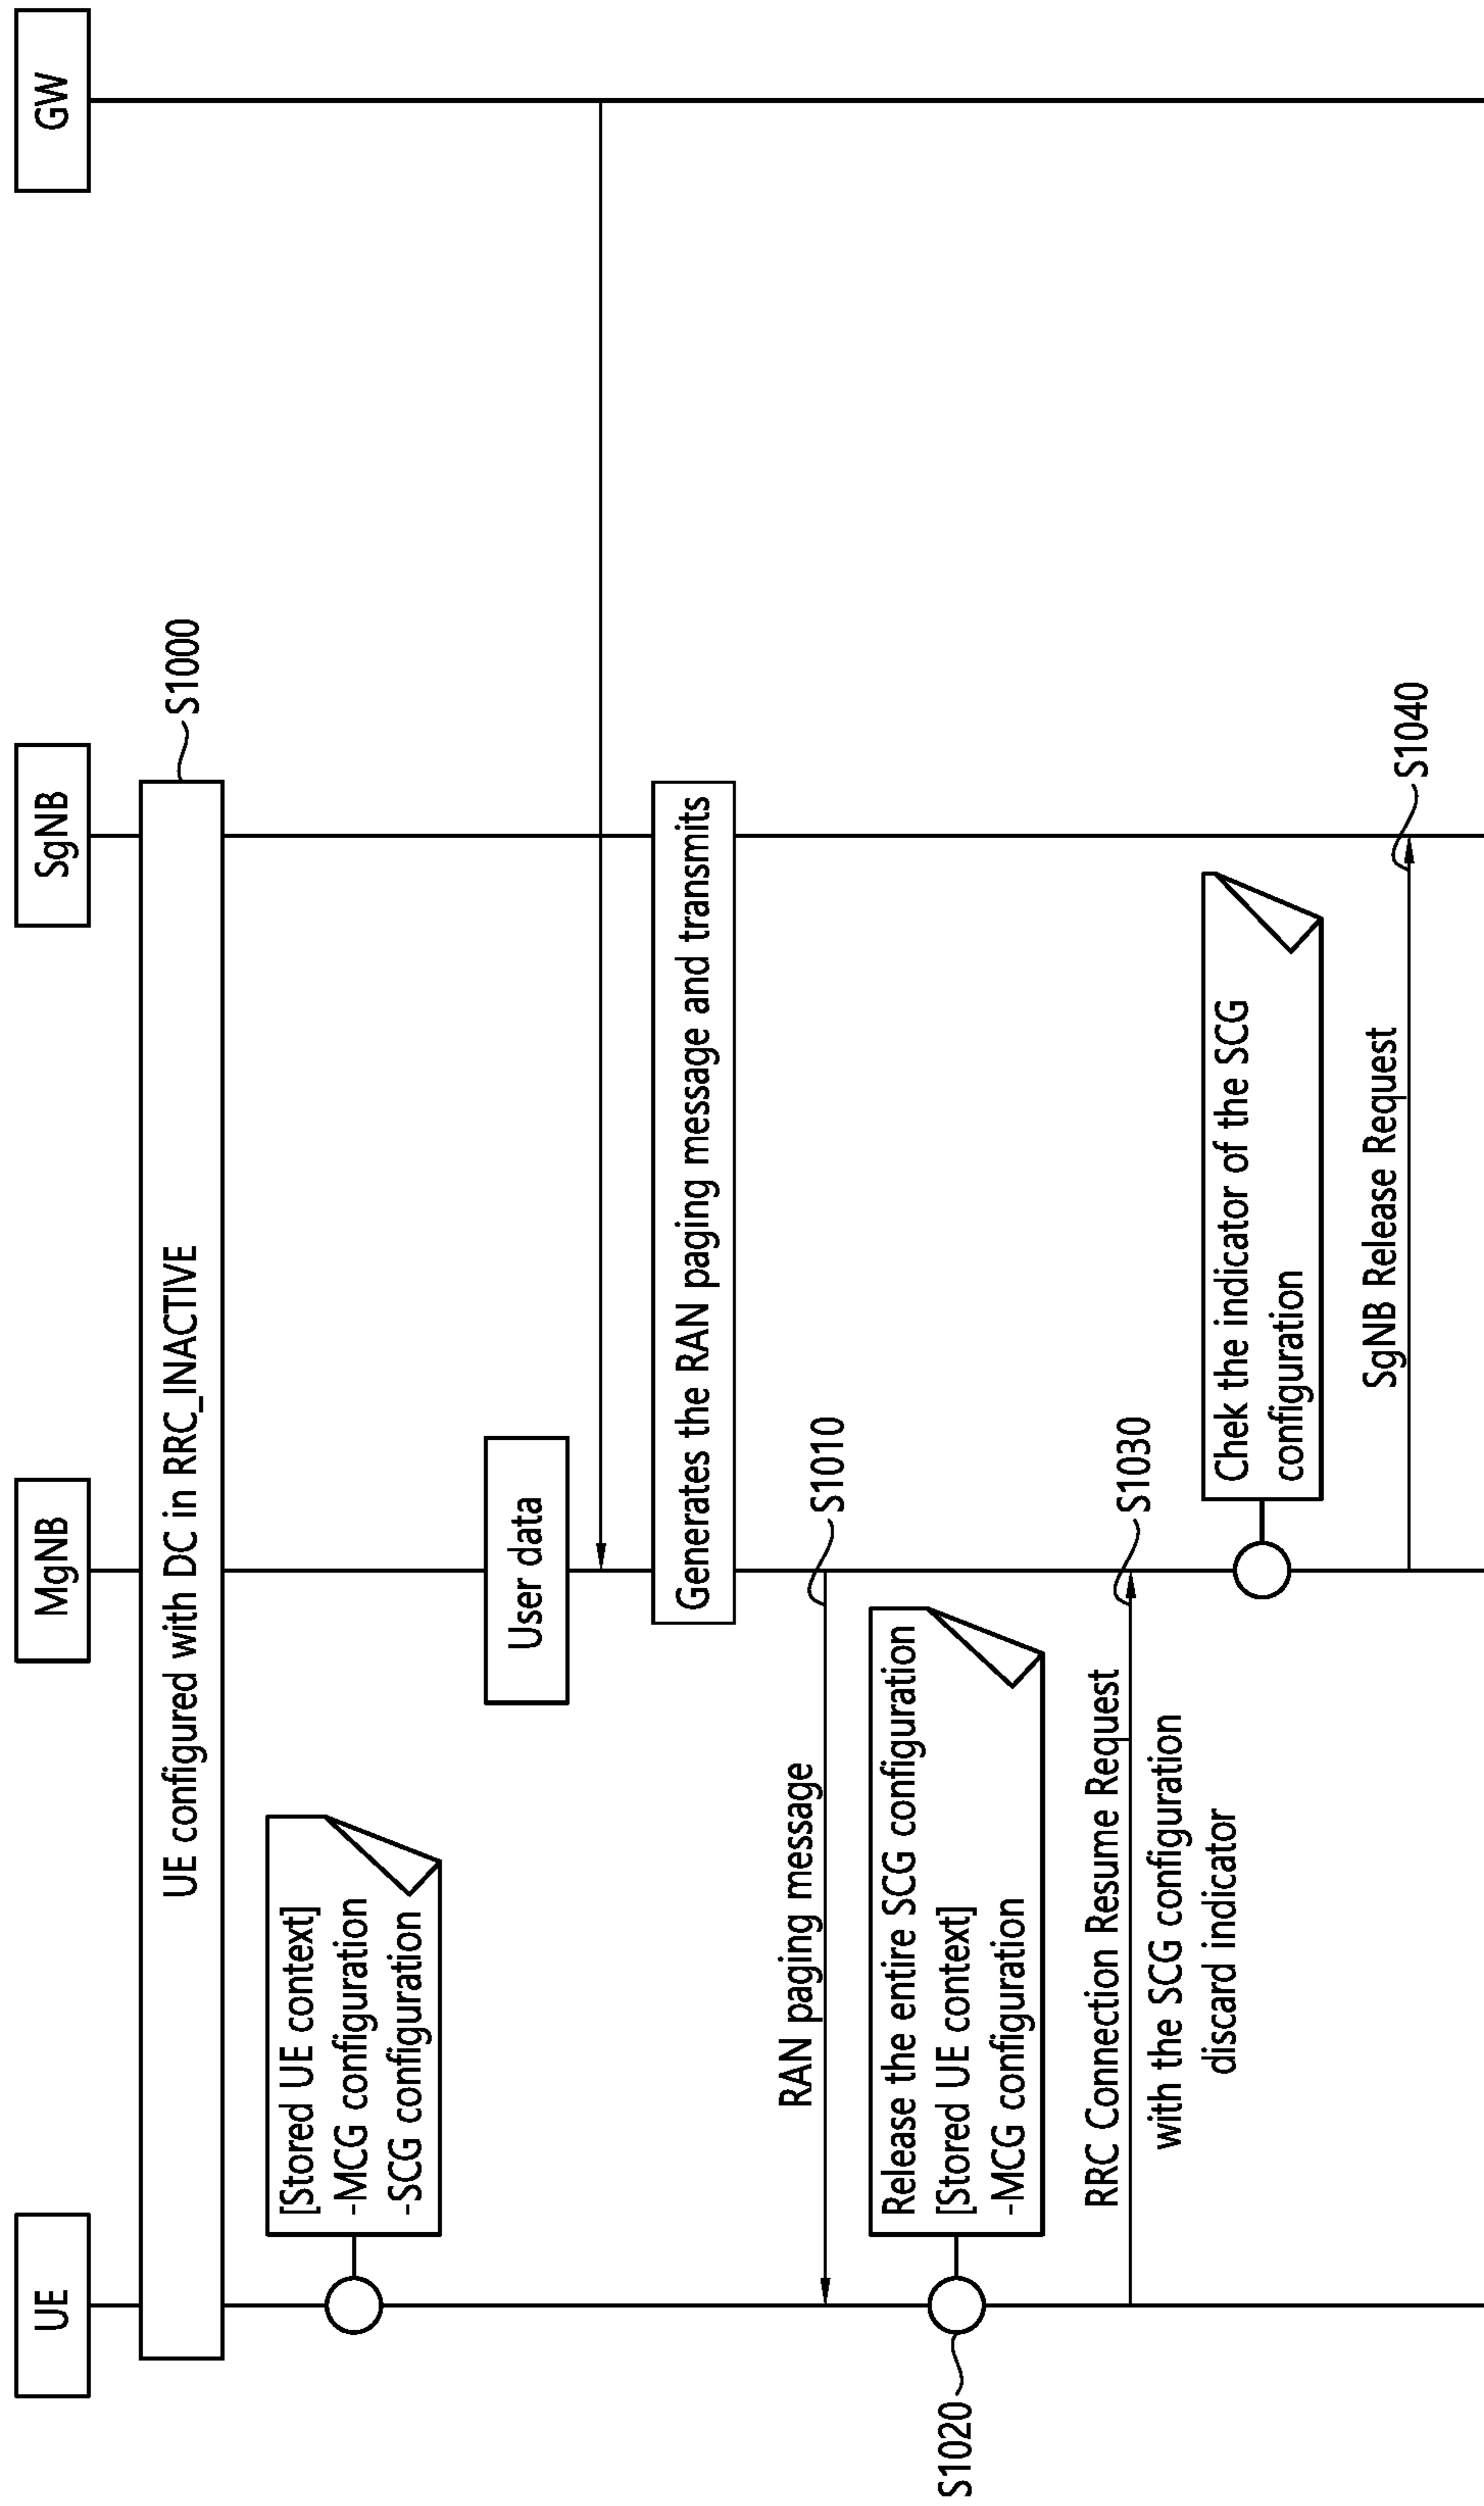 UE
MgNB
SgNB
GW
UE configured with DC in RRC_INACTIVE
S1000
[Stored UE context]
-MCG configuration
-SCG configuration
User data
Generates the RAN paging message and transmits
RAN paging message
S1010
Release the entire SCG configuration
[Stored UE context]
-MCG configuration
S1020
RRC Connection Resume Request
with the SCG configuration
discard indicator
S1030
Chek the indicator of the SCG
configuration
SgNB Release Request
S1040